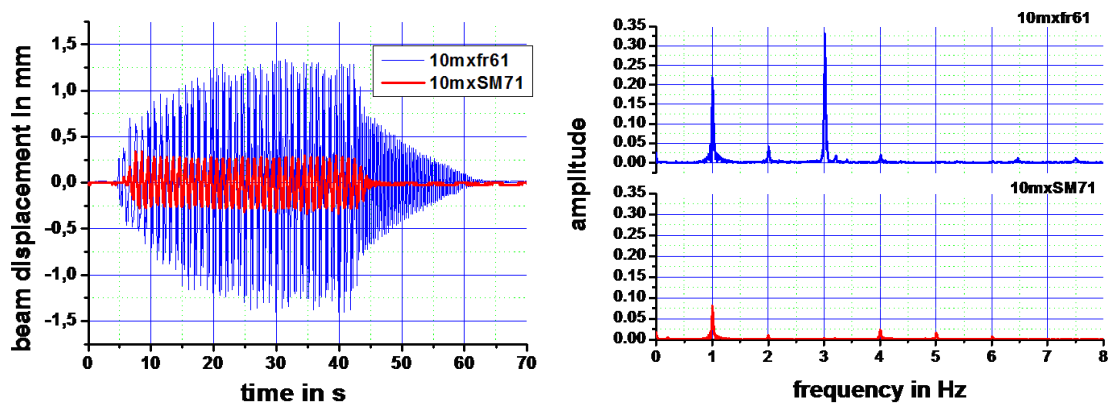 beam displacement in mm
1,5
1,0
0,5
0,0
-0,5
-1,0
-1,5
10mxfr61
10mxSM71
0 10 20 30 40 50 60 70
time in s
amplitude
10mxfr61
0.35
0.30
0.25
0.20
0.15
0.10
0.05
0.00
10mxSM71
0.35
0.30
0.25
0.20
0.15
0.10
0.05
0.00
0 1 2 3 4 5 6 7 8
frequency in Hz